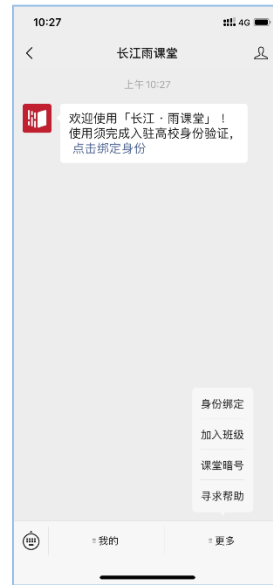 10:27
4G
长江雨课堂
上午10:27
欢迎使用「长江·雨课堂」！
使用须完成入驻高校身份验证，
点击绑定身份
身份绑定
加入班级
课堂暗号
寻求帮助
我的
更多